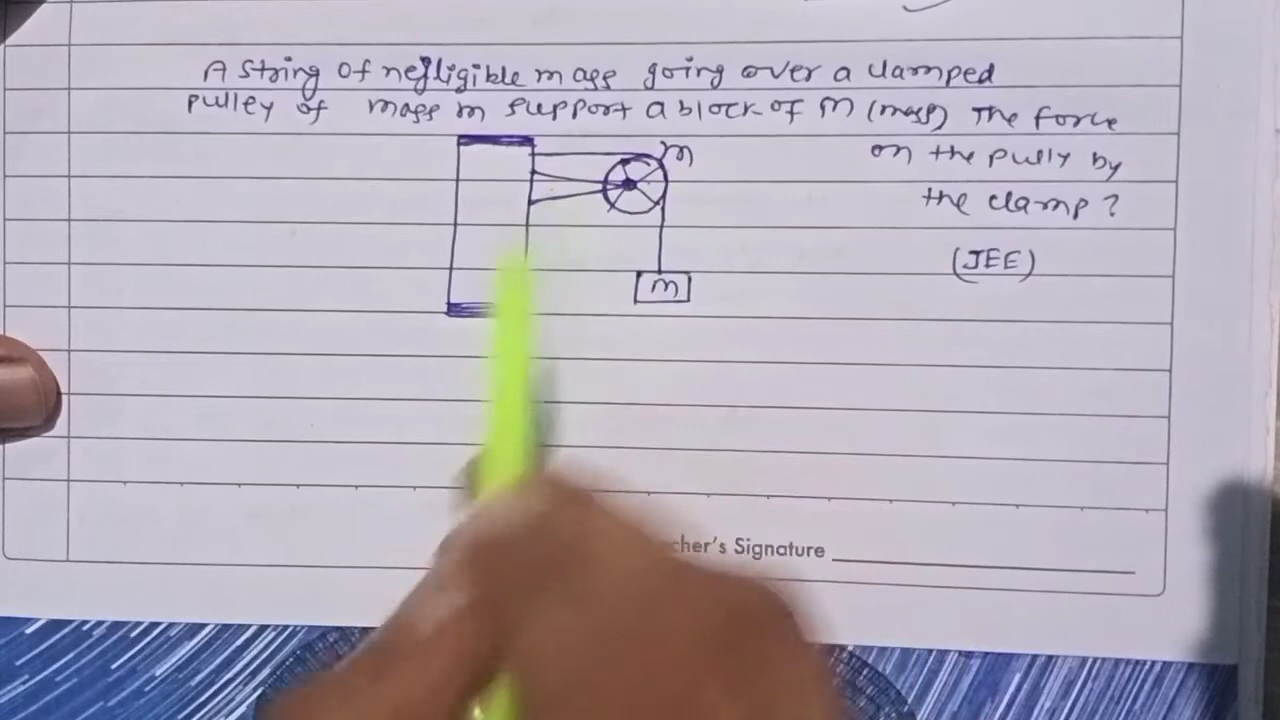 A string of negligible mass going over a clamped
pulley of mass m support a block of M (mass) The force
on the pully by
the clamp?
(JEE)
m
m
cher's Signature